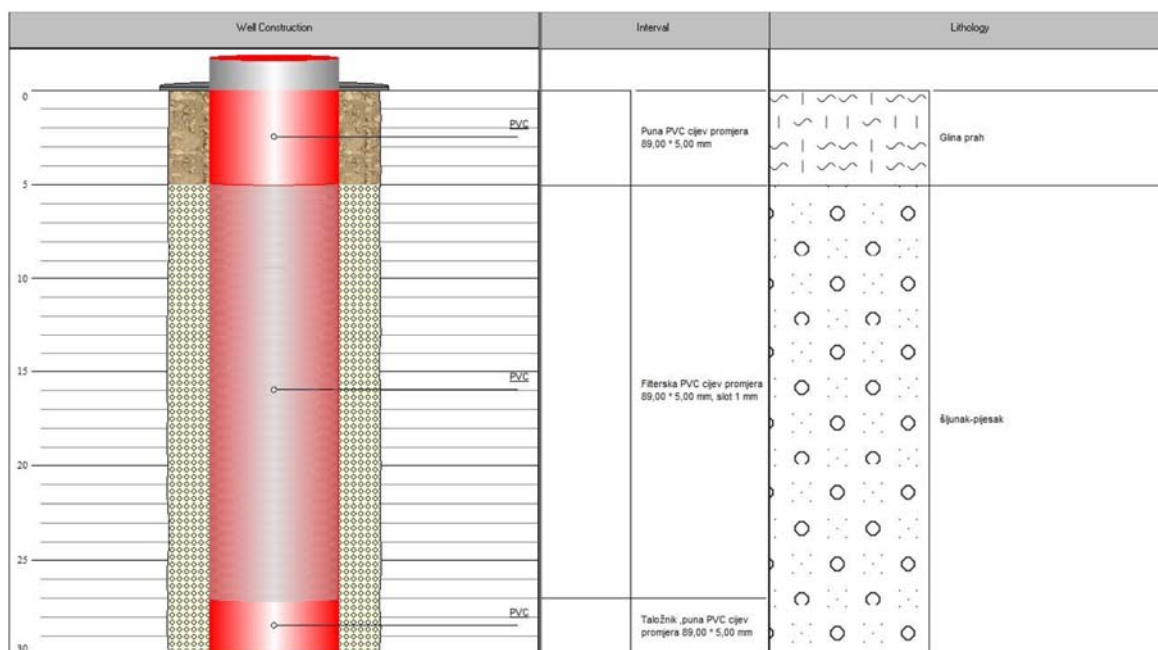 Well Construction
Interval
Lithology
0
PVC
Puna PVC cijev promjera
89,00 * 5,00 mm
Glina prah
5
10
15
PVC
Filterska PVC cijev promjera
89,00 * 5,00 mm, slot 1 mm
šljunak-pijesak
20
25
PVC
Taložnik ,puna PVC cijev
promjera 89,00 * 5,00 mm
30